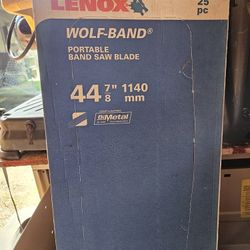 LENOX
25
pc
WOLF-BAND®
PORTABLE
BAND SAW BLADE
44 7/8" 1140
mm
BiMetal